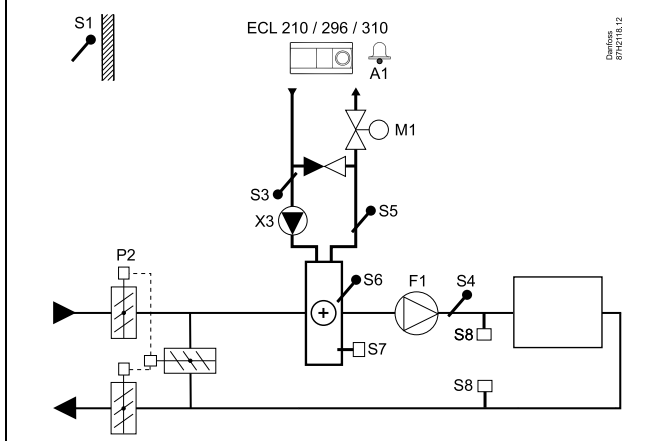 S1
ECL 210 / 296 / 310
A1
Danfoss
87H2118.12
M1
S3
S5
X3
P2
S6
F1
S4
S8
S7
S8